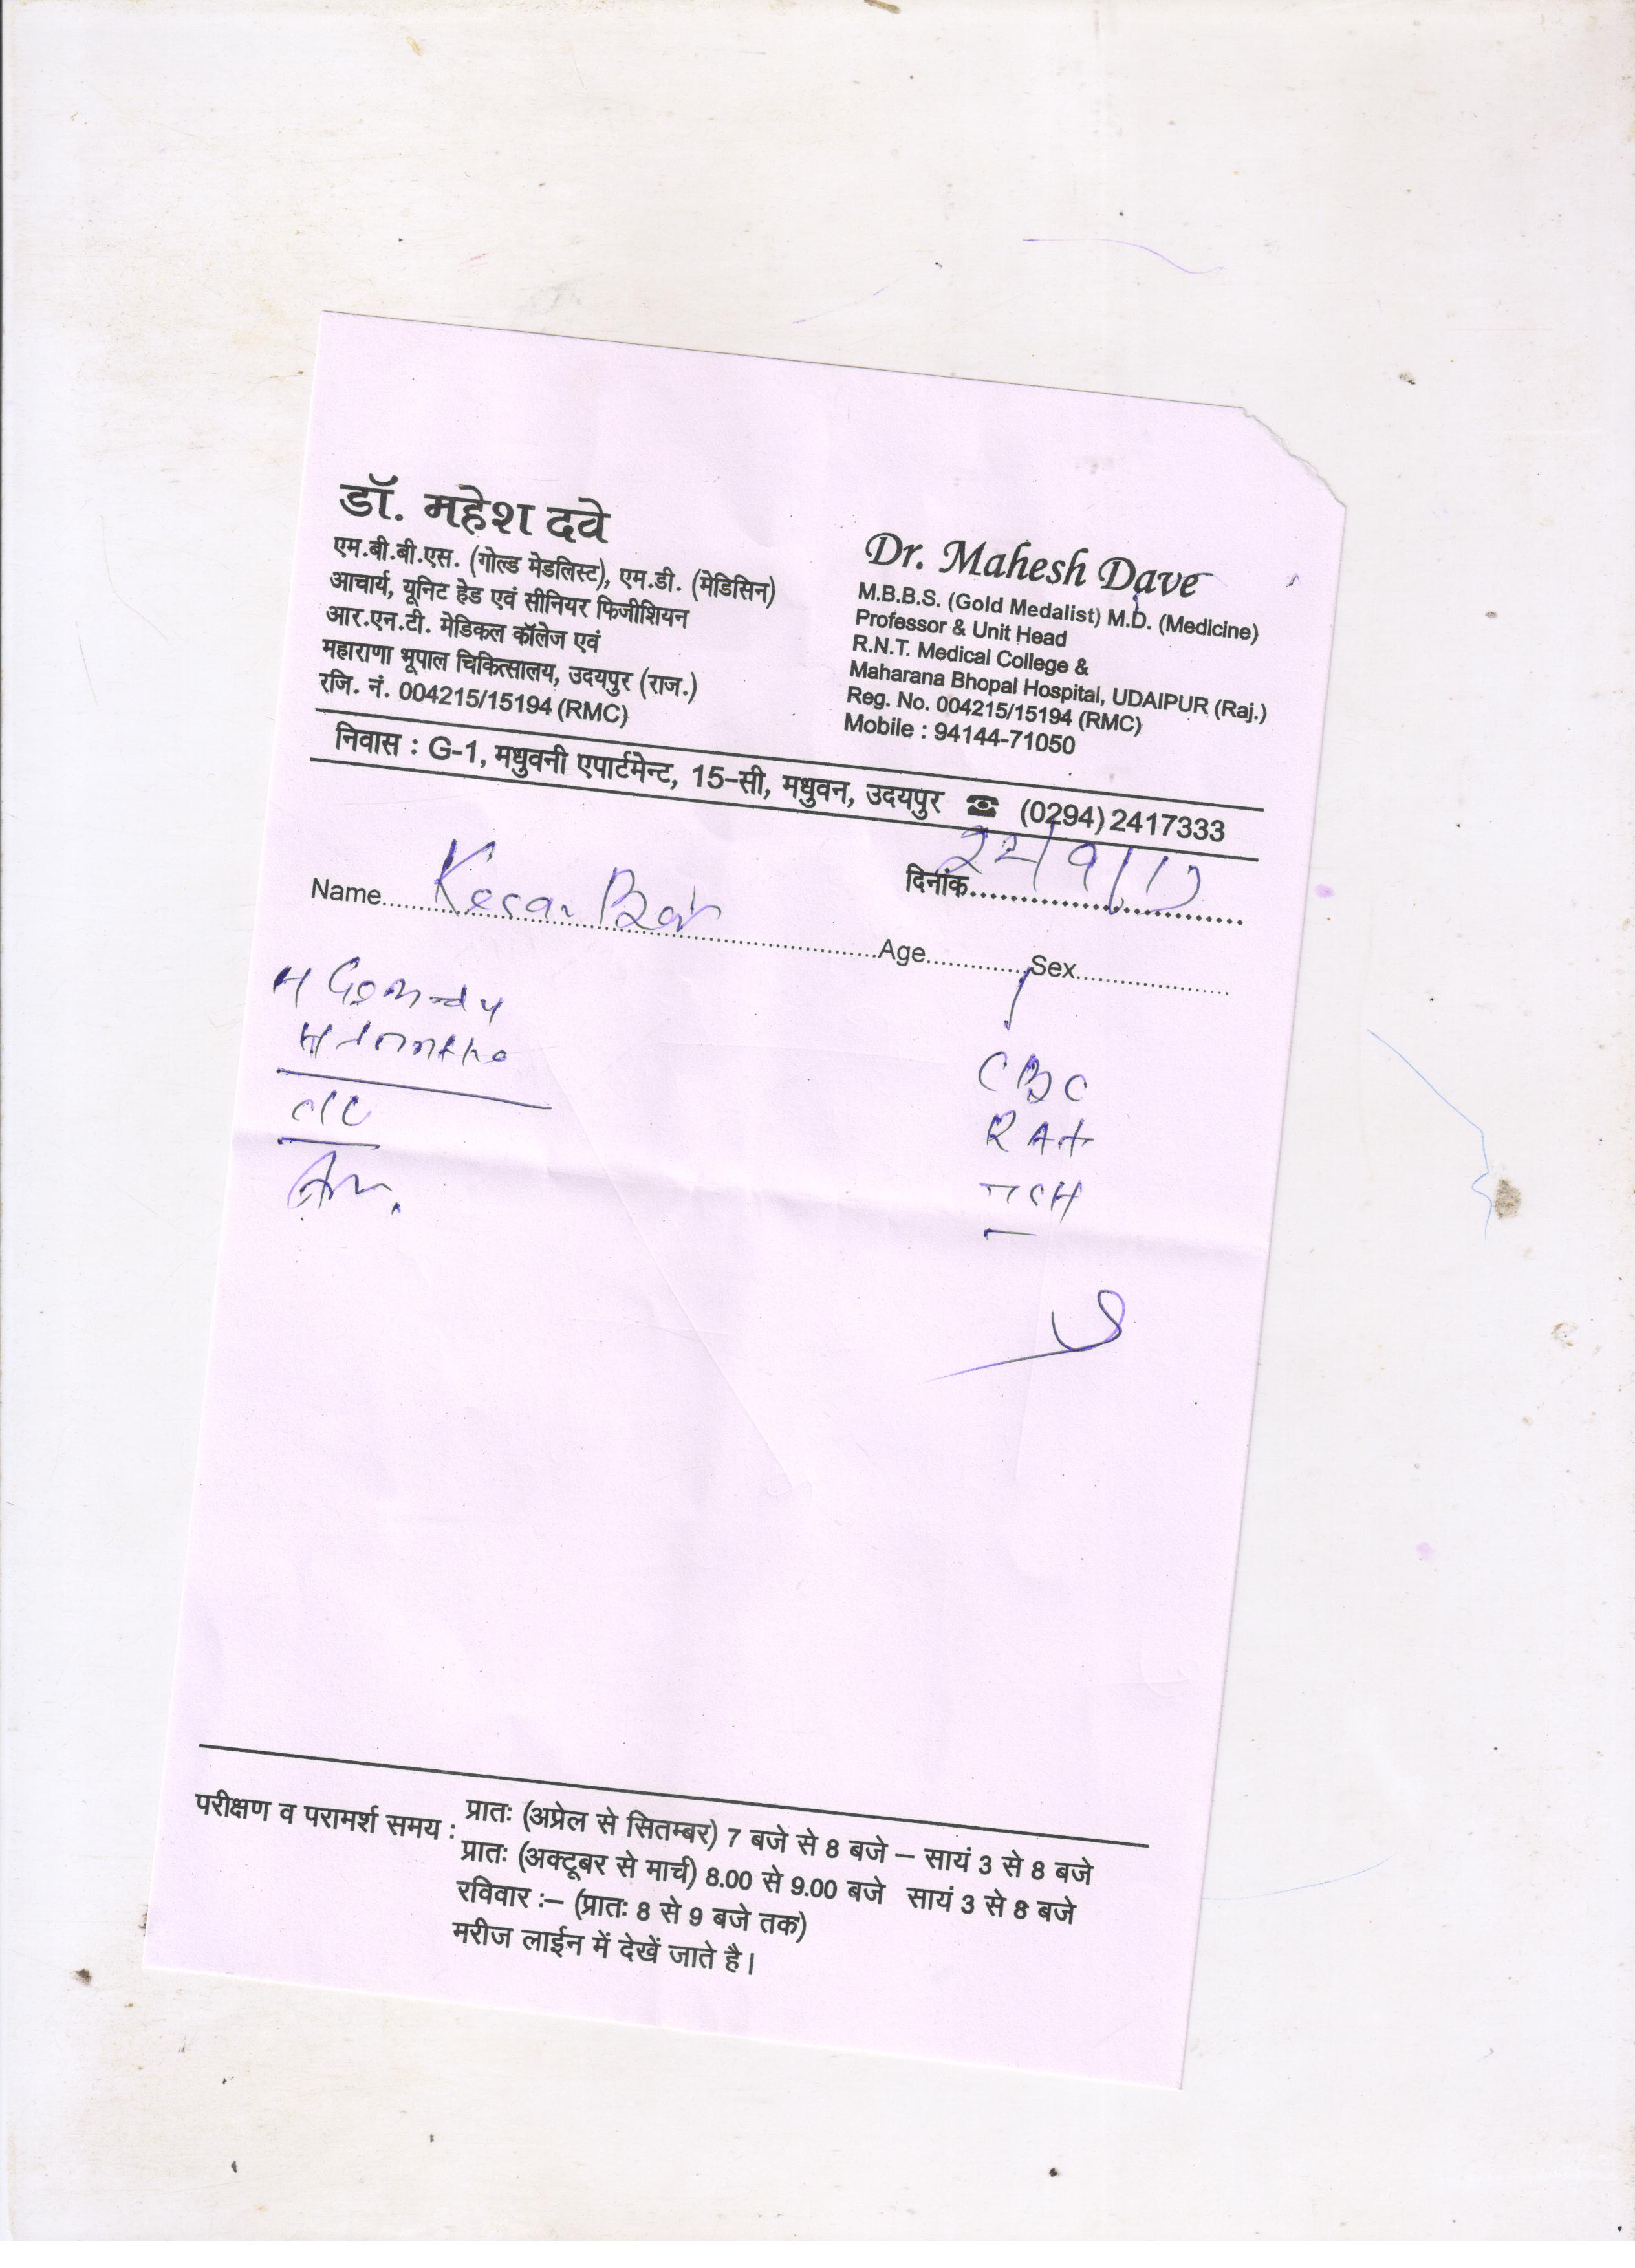 डॉ. महेश दवे
एम.बी.बी.एस. (गोल्ड मेडलिस्ट), एम.डी. (मेडिसिन)
आचार्य, यूनिट हेड एवं सीनियर फिजीशियन
आर.एन.टी. मेडिकल कॉलेज एवं
महाराणा भूपाल चिकित्सालय, उदयपुर (राज.)
रजि. नं. 004215/15194 (RMC)
Dr. Mahesh Dave
M.B.B.S. (Gold Medalist) M.D. (Medicine)
Professor & Unit Head
R.N.T. Medical College &
Maharana Bhopal Hospital, UDAIPUR (Raj.)
Reg. No. 004215/15194 (RMC)
Mobile : 94144-71050
निवास : G-1, मधुवनी एपार्टमेन्ट, 15-सी, मधुवन, उदयपुर ☎ (0294) 2417333
दिनांक 22/9/17
Name Kesar Bai Age Sex
CBC
TSH
परीक्षण व परामर्श समय : प्रातः (अप्रेल से सितम्बर) 7 बजे से 8 बजे – सायं 3 से 8 बजे
प्रातः (अक्टूबर से मार्च) 8.00 से 9.00 बजे सायं 3 से 8 बजे
रविवार :– (प्रातः 8 से 9 बजे तक)
मरीज लाईन में देखें जाते है।